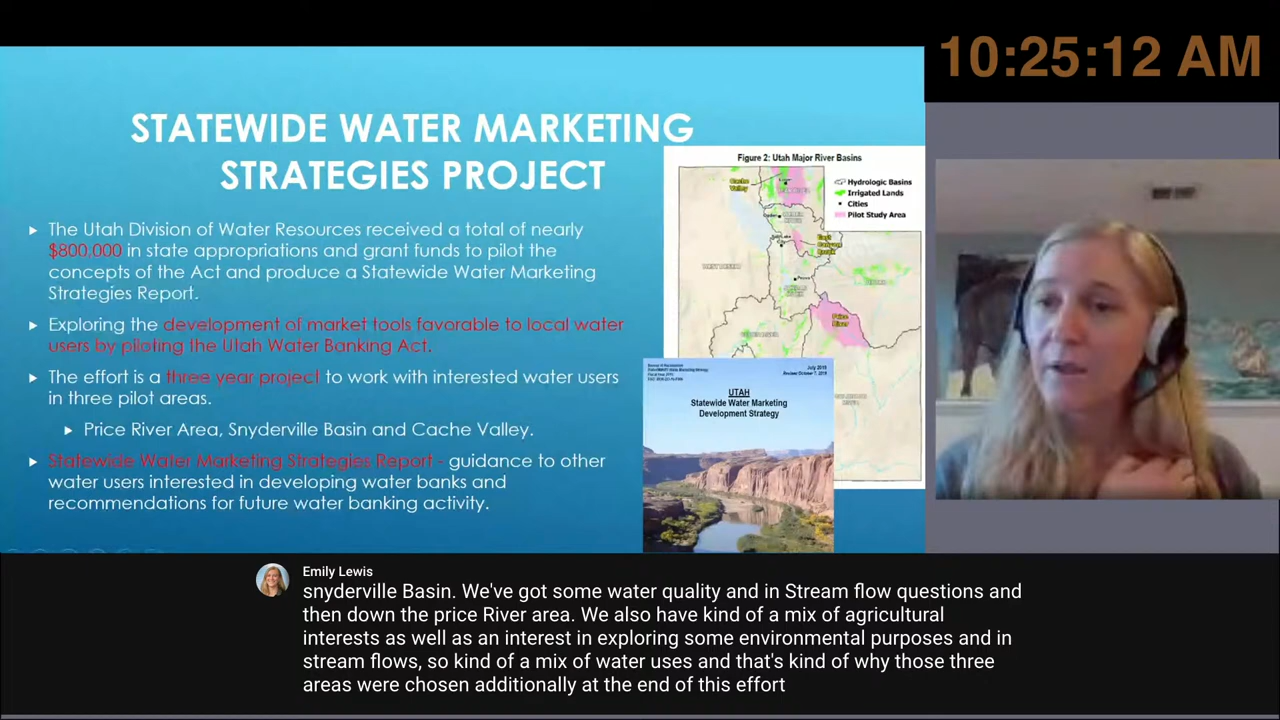 10:25:12 AM
STATEWIDE WATER MARKETING
STRATEGIES PROJECT
The Utah Division of Water Resources received a total of nearly
$800,000 in state appropriations and grant funds to pilot the
concepts of the Act and produce a Statewide Water Marketing
Strategies Report.
Exploring the development of market tools favorable to local water
users by piloting the Utah Water Banking Act.
The effort is a three year project to work with interested water users
in three pilot areas.
Price River Area, Snyderville Basin and Cache Valley.
Statewide Water Marketing Strategies Report - guidance to other
water users interested in developing water banks and
recommendations for future water banking activity.
Figure 2: Utah Major River Basins
Hydrologic Basins
Irrigated Lands
Cities
Pilot Study Area
Cache
Valley
East
Canyon
Price
River
July 2018
UTAH
Statewide Water Marketing
Development Strategy
Emily Lewis
snyderville Basin. We've got some water quality and in Stream flow questions and
then down the price River area. We also have kind of a mix of agricultural
interests as well as an interest in exploring some environmental purposes and in
stream flows, so kind of a mix of water uses and that's kind of why those three
areas were chosen additionally at the end of this effort